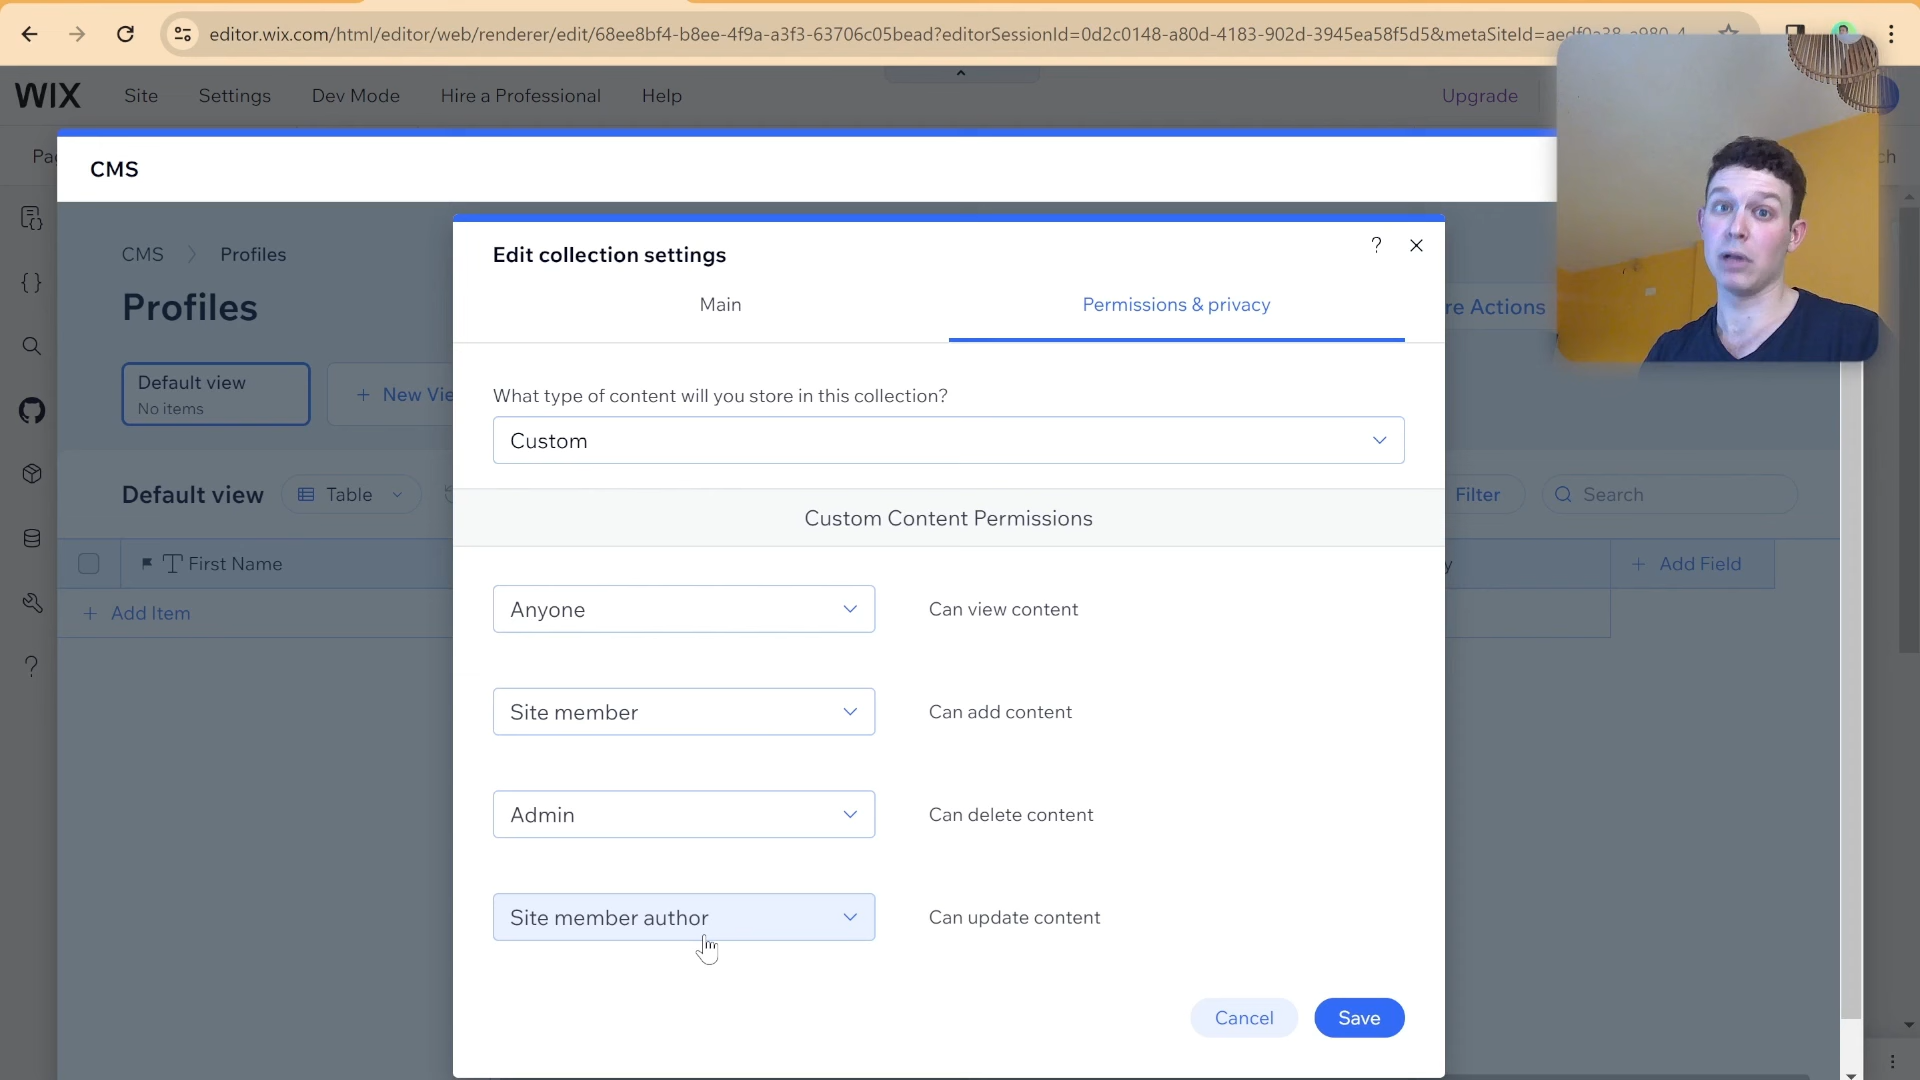 editor.wix.com/html/editor/web/renderer/edit/68ee8bf4-b8ee-4f9a-a3f3-63706c05bead?editorSessionId=0d2c0148-a80d-4183-902d-3945ea58f5d5&metaSiteId=aedf0a38-a980-4
WIX
Site
Settings
Dev Mode
Hire a Professional
Help
Upgrade
CMS
CMS
Profiles
Profiles
Default view
No items
+ New Vie
re Actions
Default view
Table
Filter
Search
First Name
y
+ Add Field
+ Add Item
Edit collection settings
?
Main
Permissions & privacy
What type of content will you store in this collection?
Custom
Custom Content Permissions
Anyone
Can view content
Site member
Can add content
Admin
Can delete content
Site member author
Can update content
Cancel
Save